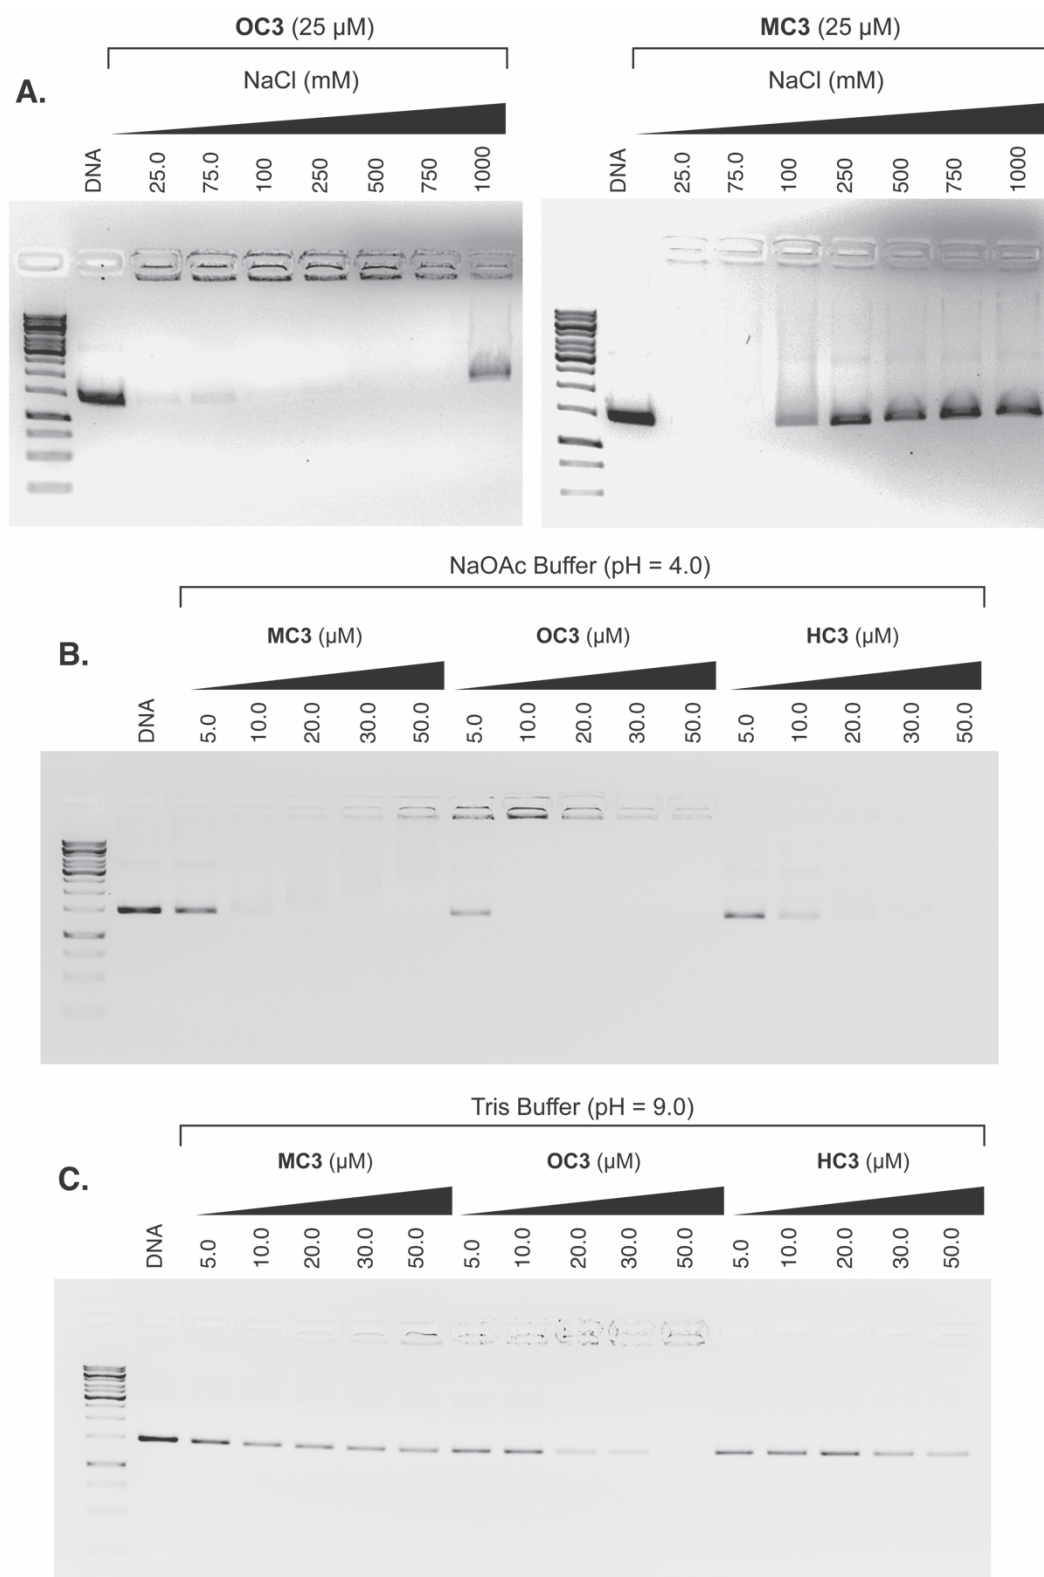 OC3 (25 µM)
MC3 (25 µM)
A.
NaCl (mM)
NaCl (mM)
DNA 25.0 75.0 100 250 500 750 1000
DNA 25.0 75.0 100 250 500 750 1000
NaOAc Buffer (pH = 4.0)
B.
MC3 (µM) OC3 (µM) HC3 (µM)
DNA 5.0 10.0 20.0 30.0 50.0 5.0 10.0 20.0 30.0 50.0 5.0 10.0 20.0 30.0 50.0
Tris Buffer (pH = 9.0)
C.
MC3 (µM) OC3 (µM) HC3 (µM)
DNA 5.0 10.0 20.0 30.0 50.0 5.0 10.0 20.0 30.0 50.0 5.0 10.0 20.0 30.0 50.0